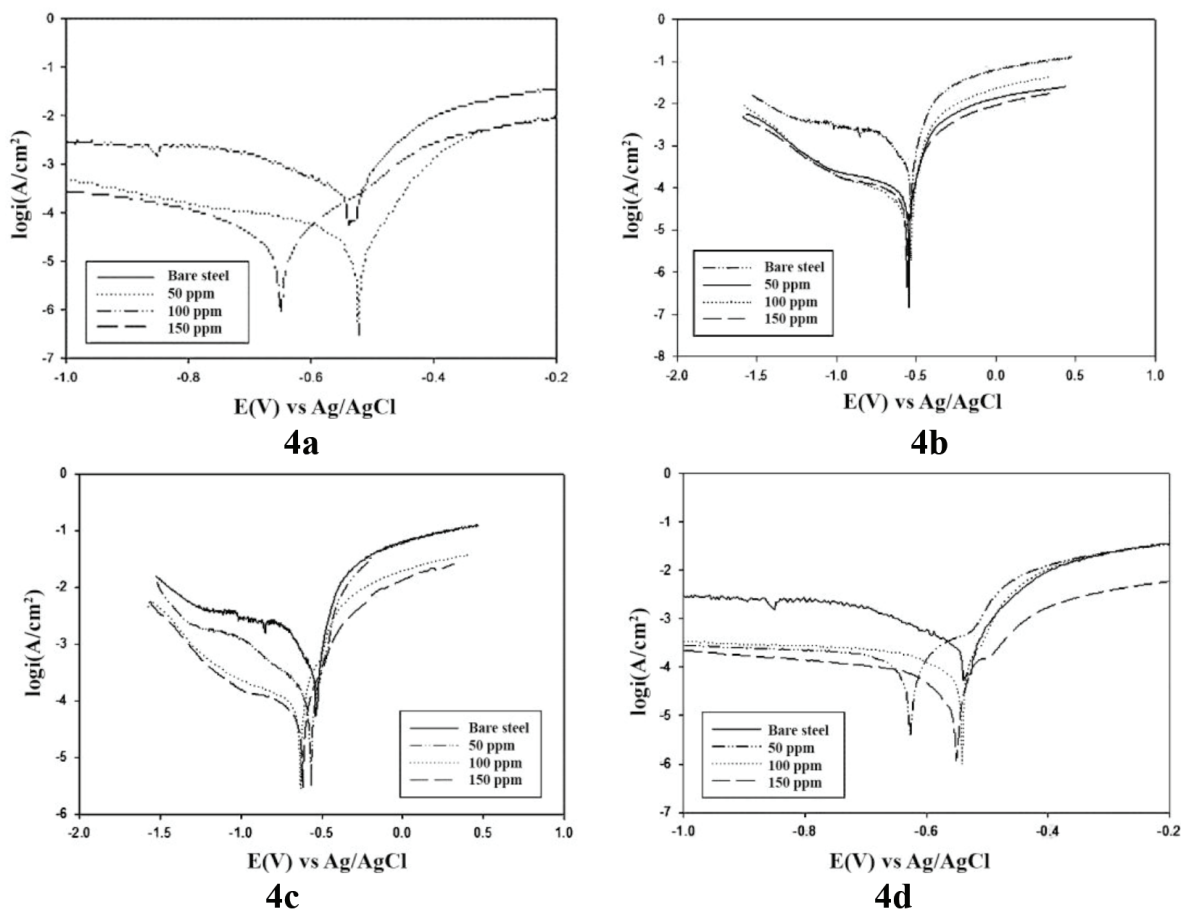 0
-1
-2
-3
-4
-5
-6
-7
logi(A/cm²)
Bare steel
50 ppm
100 ppm
150 ppm
-1.0 -0.8 -0.6 -0.4 -0.2
E(V) vs Ag/AgCl
4a
0
-1
-2
-3
-4
-5
-6
-7
-8
logi(A/cm²)
Bare steel
50 ppm
100 ppm
150 ppm
-2.0 -1.5 -1.0 -0.5 0.0 0.5 1.0
E(V) vs Ag/AgCl
4b
0
-1
-2
-3
-4
-5
-6
logi(A/cm²)
Bare steel
50 ppm
100 ppm
150 ppm
-2.0 -1.5 -1.0 -0.5 0.0 0.5 1.0
E(V) vs Ag/AgCl
4c
0
-1
-2
-3
-4
-5
-6
-7
logi(A/cm²)
Bare steel
50 ppm
100 ppm
150 ppm
-1.0 -0.8 -0.6 -0.4 -0.2
E(V) vs Ag/AgCl
4d